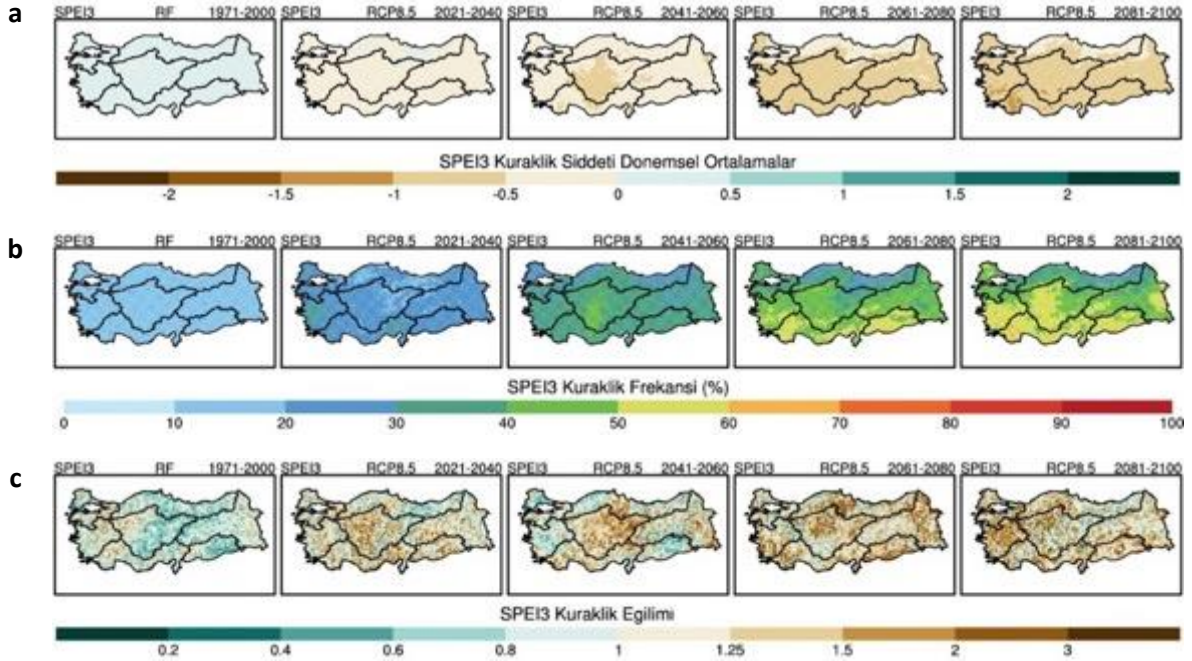 a
SPEI3 RF 1971-2000 SPEI3 RCP8.5 2021-2040 SPEI3 RCP8.5 2041-2060 SPEI3 RCP8.5 2061-2080 SPEI3 RCP8.5 2081-2100
SPEI3 Kuraklik Siddeti Donemsel Ortalamalar
-2 -1.5 -1 -0.5 0 0.5 1 1.5 2
b
SPEI3 RF 1971-2000 SPEI3 RCP8.5 2021-2040 SPEI3 RCP8.5 2041-2060 SPEI3 RCP8.5 2061-2080 SPEI3 RCP8.5 2081-2100
SPEI3 Kuraklik Frekansi (%)
0 10 20 30 40 50 60 70 80 90 100
c
SPEI3 RF 1971-2000 SPEI3 RCP8.5 2021-2040 SPEI3 RCP8.5 2041-2060 SPEI3 RCP8.5 2061-2080 SPEI3 RCP8.5 2081-2100
SPEI3 Kuraklik Egilimi
0.2 0.4 0.6 0.8 1 1.25 1.5 2 3